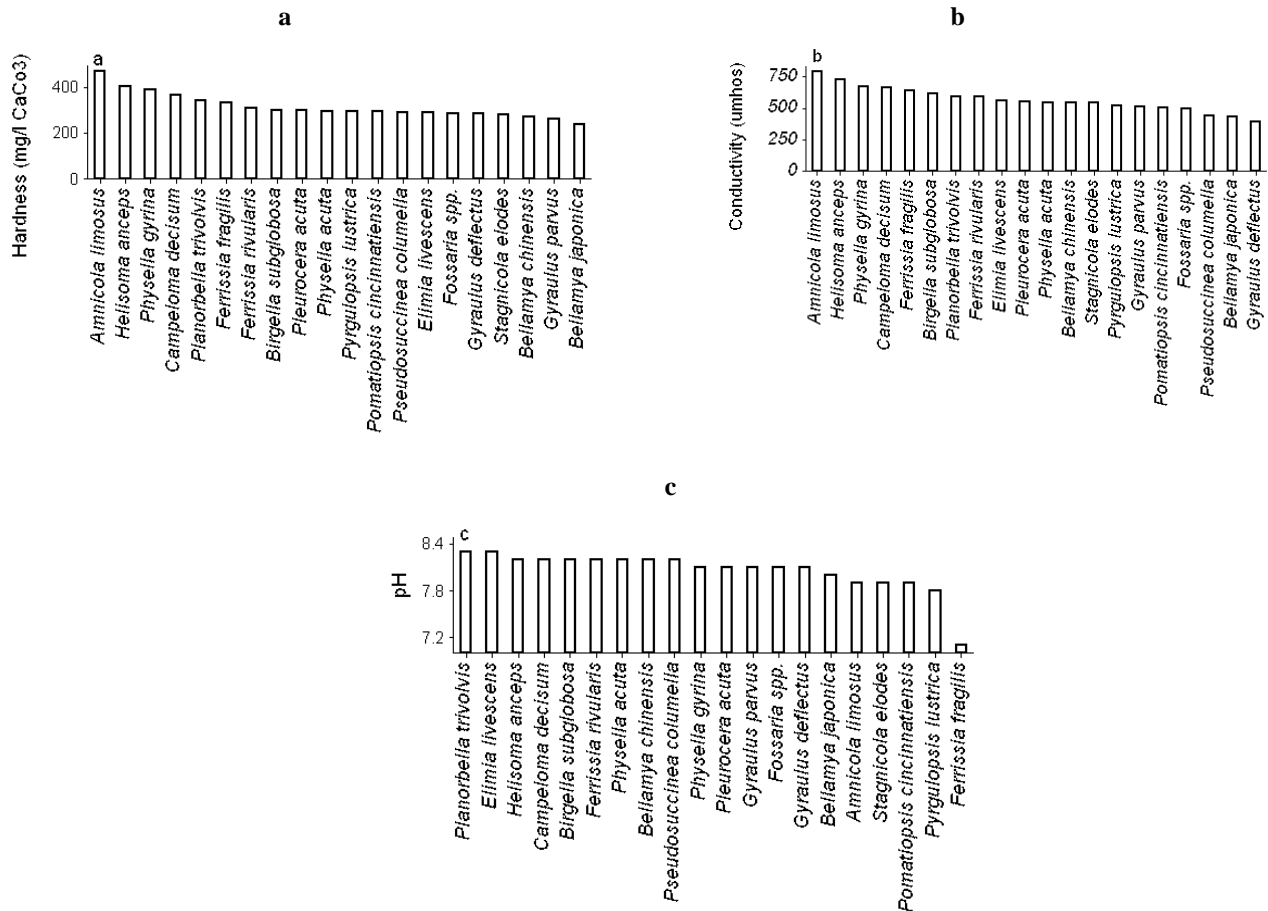 a
Hardness (mg/l CaCo3)
a
400
200
0
Amnicola limosus
Helisoma anceps
Physella gyrina
Campeloma decisum
Planorbella trivolvis
Ferrissia fragilis
Ferrissia rivularis
Birgella subglobosa
Pleurocera acuta
Physella acuta
Pyrgulopsis lustrica
Pomatiopsis cincinnatiensis
Pseudosuccinea columella
Elimia livescens
Fossaria spp.
Gyraulus deflectus
Stagnicola elodes
Bellamya chinensis
Gyraulus parvus
Bellamya japonica
b
Conductivity (umhos)
b
750
500
250
0
Amnicola limosus
Helisoma anceps
Physella gyrina
Campeloma decisum
Ferrissia fragilis
Birgella subglobosa
Planorbella trivolvis
Ferrissia rivularis
Elimia livescens
Pleurocera acuta
Physella acuta
Bellamya chinensis
Stagnicola elodes
Pyrgulopsis lustrica
Gyraulus parvus
Pomatiopsis cincinnatiensis
Fossaria spp.
Pseudosuccinea columella
Bellamya japonica
Gyraulus deflectus
c
pH
c
8.4
7.8
7.2
Planorbella trivolvis
Elimia livescens
Helisoma anceps
Campeloma decisum
Birgella subglobosa
Ferrissia rivularis
Physella acuta
Bellamya chinensis
Pseudosuccinea columella
Physella gyrina
Pleurocera acuta
Gyraulus parvus
Fossaria spp.
Gyraulus deflectus
Bellamya japonica
Amnicola limosus
Stagnicola elodes
Pomatiopsis cincinnatiensis
Pyrgulopsis lustrica
Ferrissia fragilis